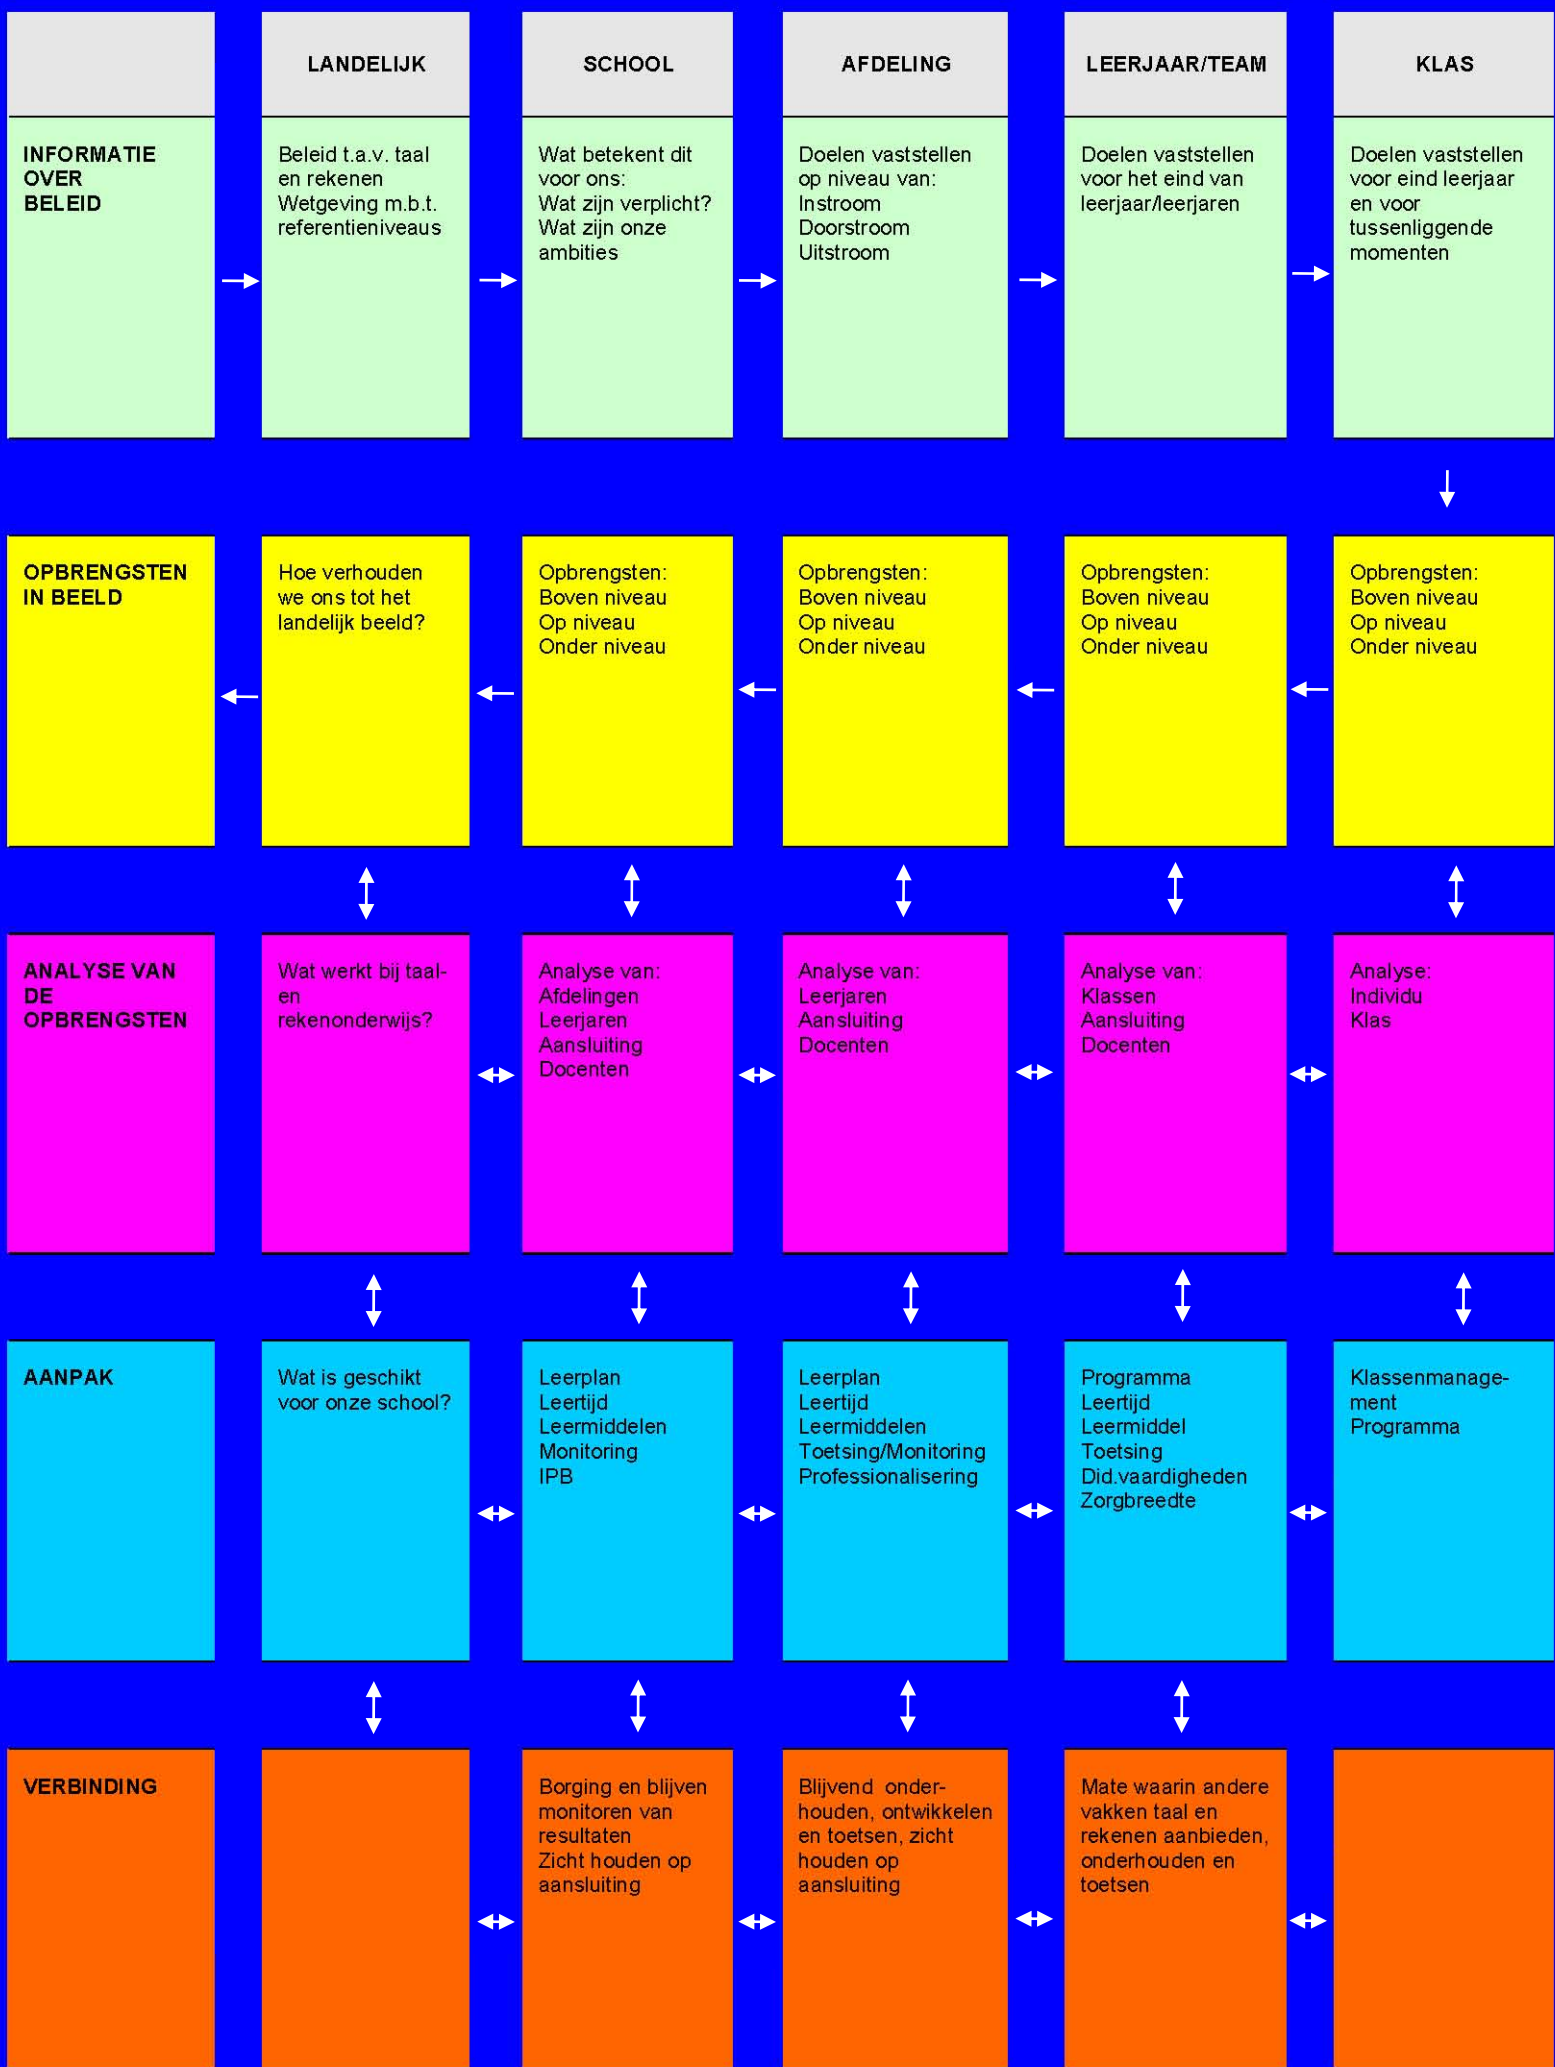 LANDELIJK
SCHOOL
AFDELING
LEERJAAR/TEAM
KLAS
INFORMATIE
OVER
BELEID
Beleid t.a.v. taal
en rekenen
Wetgeving m.b.t.
referentieniveaus
Wat betekent dit
voor ons:
Wat zijn verplicht?
Wat zijn onze
ambities
Doelen vaststellen
op niveau van:
Instroom
Doorstroom
Uitstroom
Doelen vaststellen
voor het eind van
leerjaar/leerjaren
Doelen vaststellen
voor eind leerjaar
en voor
tussenliggende
momenten
OPBRENGSTEN
IN BEELD
Hoe verhouden
we ons tot het
landelijk beeld?
Opbrengsten:
Boven niveau
Op niveau
Onder niveau
Opbrengsten:
Boven niveau
Op niveau
Onder niveau
Opbrengsten:
Boven niveau
Op niveau
Onder niveau
Opbrengsten:
Boven niveau
Op niveau
Onder niveau
ANALYSE VAN
DE
OPBRENGSTEN
Wat werkt bij taal-
en
rekenonderwijs?
Analyse van:
Afdelingen
Leerjaren
Aansluiting
Docenten
Analyse van:
Leerjaren
Aansluiting
Docenten
Analyse van:
Klassen
Aansluiting
Docenten
Analyse:
Individu
Klas
AANPAK
Wat is geschikt
voor onze school?
Leerplan
Leertijd
Leermiddelen
Monitoring
IPB
Leerplan
Leertijd
Leermiddelen
Toetsing/Monitoring
Professionalisering
Programma
Leertijd
Leermiddel
Toetsing
Did.vaardigheden
Zorgbreedte
Klassenmanage-
ment
Programma
VERBINDING
Borging en blijven
monitoren van
resultaten
Zicht houden op
aansluiting
Blijvend onder-
houden, ontwikkelen
en toetsen, zicht
houden op
aansluiting
Mate waarin andere
vakken taal en
rekenen aanbieden,
onderhouden en
toetsen